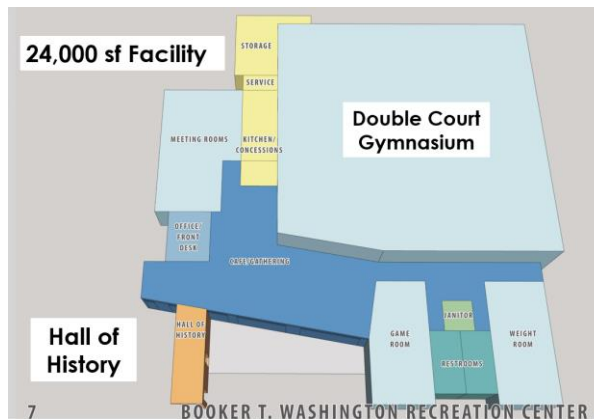 24,000 sf Facility
STORAGE
SERVICE
MEETING ROOMS
KITCHEN/
CONCESSIONS
Double Court
Gymnasium
OFFICE/
FRONT
DESK
CAFE/GATHERING
HALL OF
HISTORY
Hall of
History
GAME
ROOM
JANITOR
RESTROOMS
WEIGHT
ROOM
7
BOOKER T. WASHINGTON RECREATION CENTER